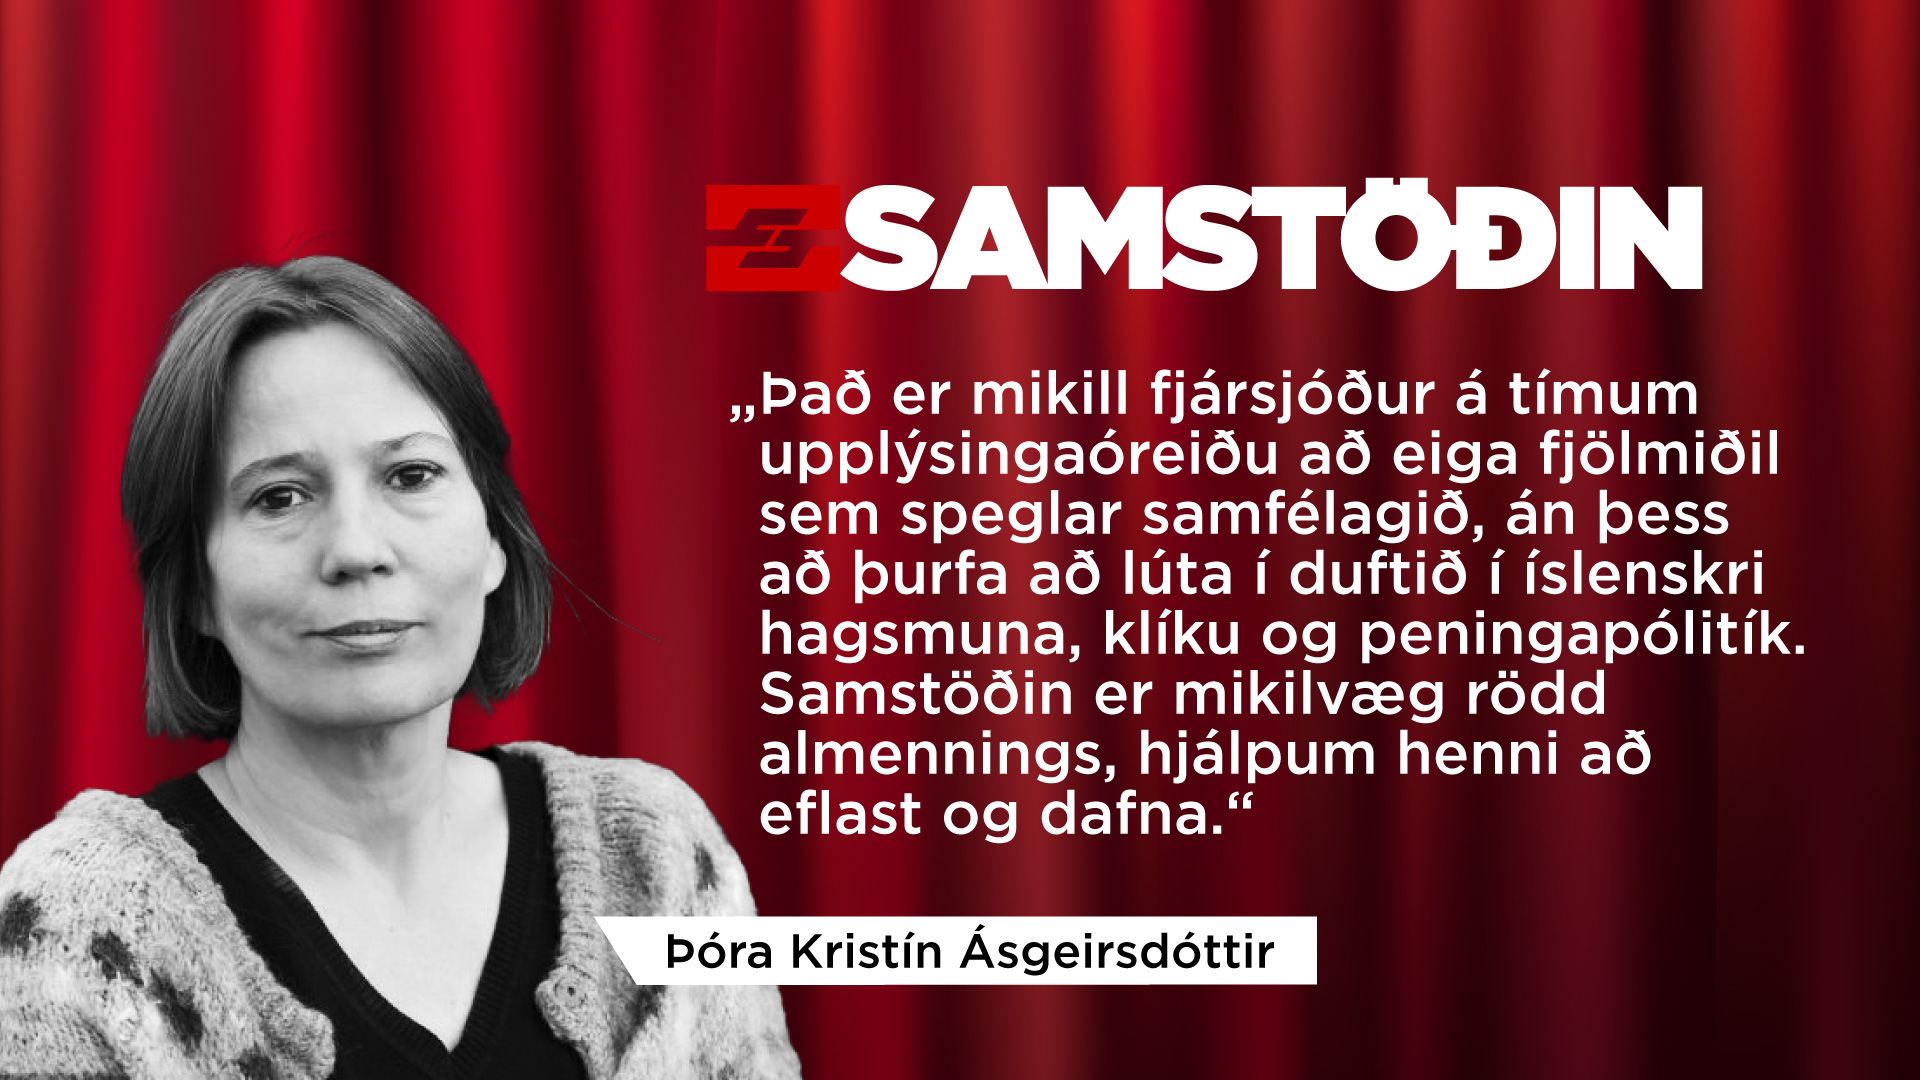 SAMSTÖÐIN
„Það er mikill fjársjóður á tímum
upplýsingaóreiðu að eiga fjölmiðil
sem speglar samfélagið, án þess
að þurfa að lúta í duftið í íslenskri
hagsmuna, klíku og peningapólitík.
Samstöðin er mikilvæg rödd
almennings, hjálpum henni að
eflast og dafna.“
Þóra Kristín Ásgeirsdóttir